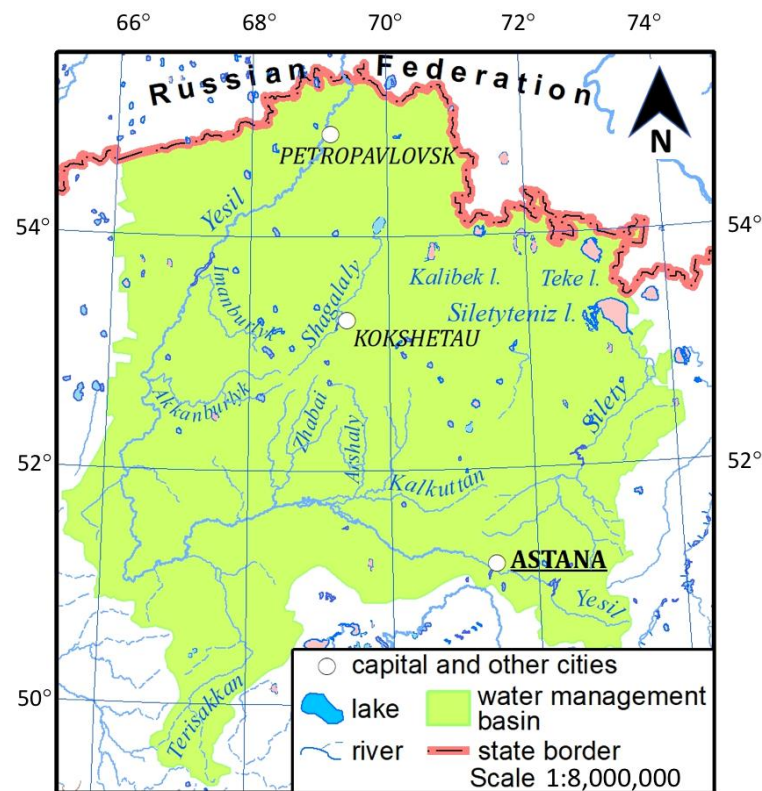 66° 68° 70° 72° 74°
Russian Federation
N
PETROPAVLOVSK
Yesil
54° 54°
Imanburlyk
Shagalaly
Kalibek l.
Teke l.
Siletyteniz l.
KOKSHETAU
Akkanburlyk
Zhabai
Arshaly
Silety
52° 52°
Kalkuttan
ASTANA
Yesil
50°
Terisakkan
capital and other cities
lake
water management
basin
river
state border
Scale 1:8,000,000